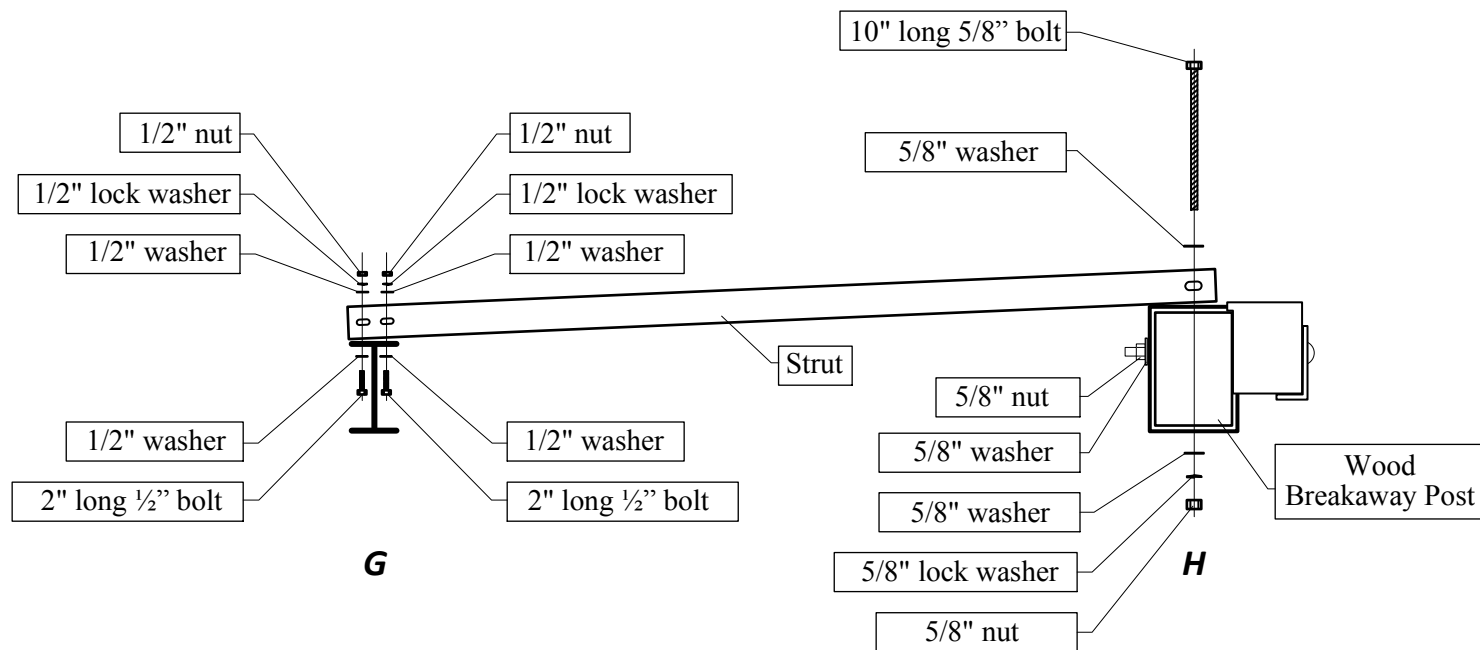 10" long 5/8” bolt
1/2" nut
1/2" nut
5/8" washer
1/2" lock washer
1/2" lock washer
1/2" washer
1/2" washer
Strut
5/8" nut
1/2" washer
1/2" washer
5/8" washer
Wood
Breakaway Post
2" long ½” bolt
2" long ½” bolt
5/8" washer
G
H
5/8" lock washer
5/8" nut